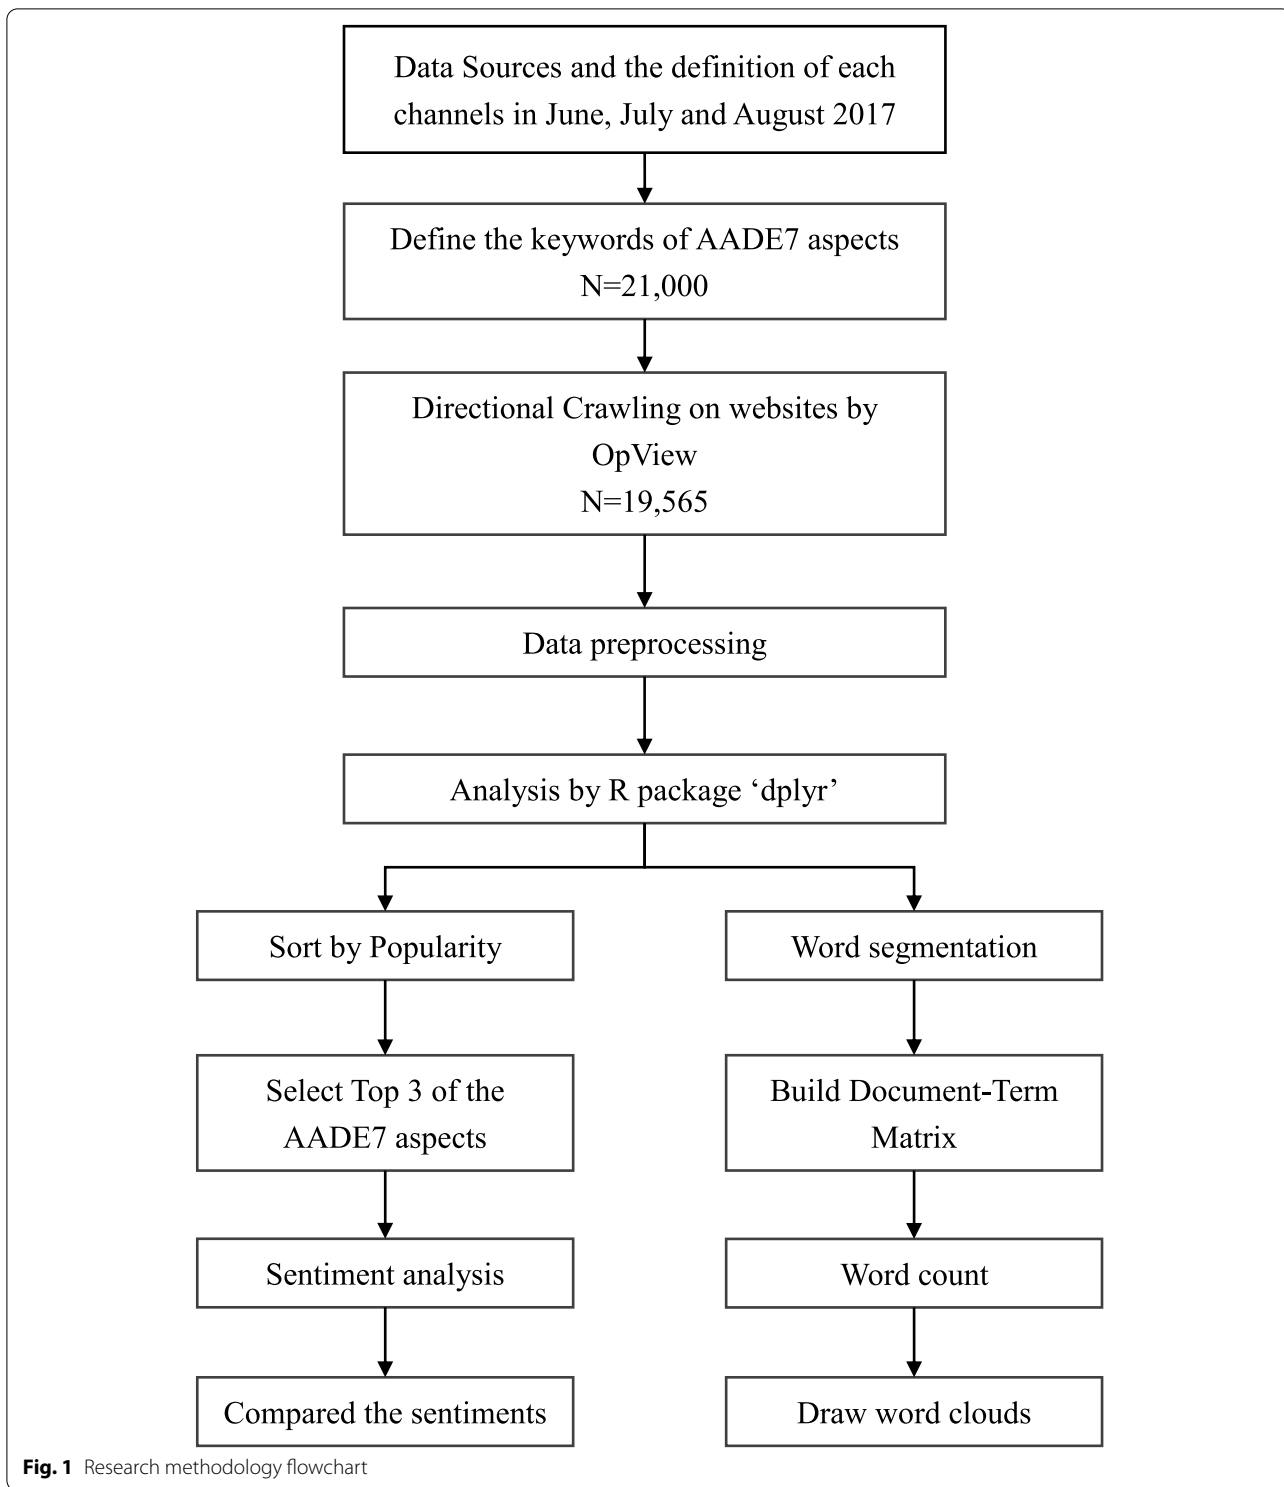 Data Sources and the definition of each
channels in June, July and August 2017
Define the keywords of AADE7 aspects
N=21,000
Directional Crawling on websites by
OpView
N=19,565
Data preprocessing
Analysis by R package ‘dplyr’
Sort by Popularity
Select Top 3 of the
AADE7 aspects
Sentiment analysis
Compared the sentiments
Word segmentation
Build Document-Term
Matrix
Word count
Draw word clouds
Fig. 1 Research methodology flowchart